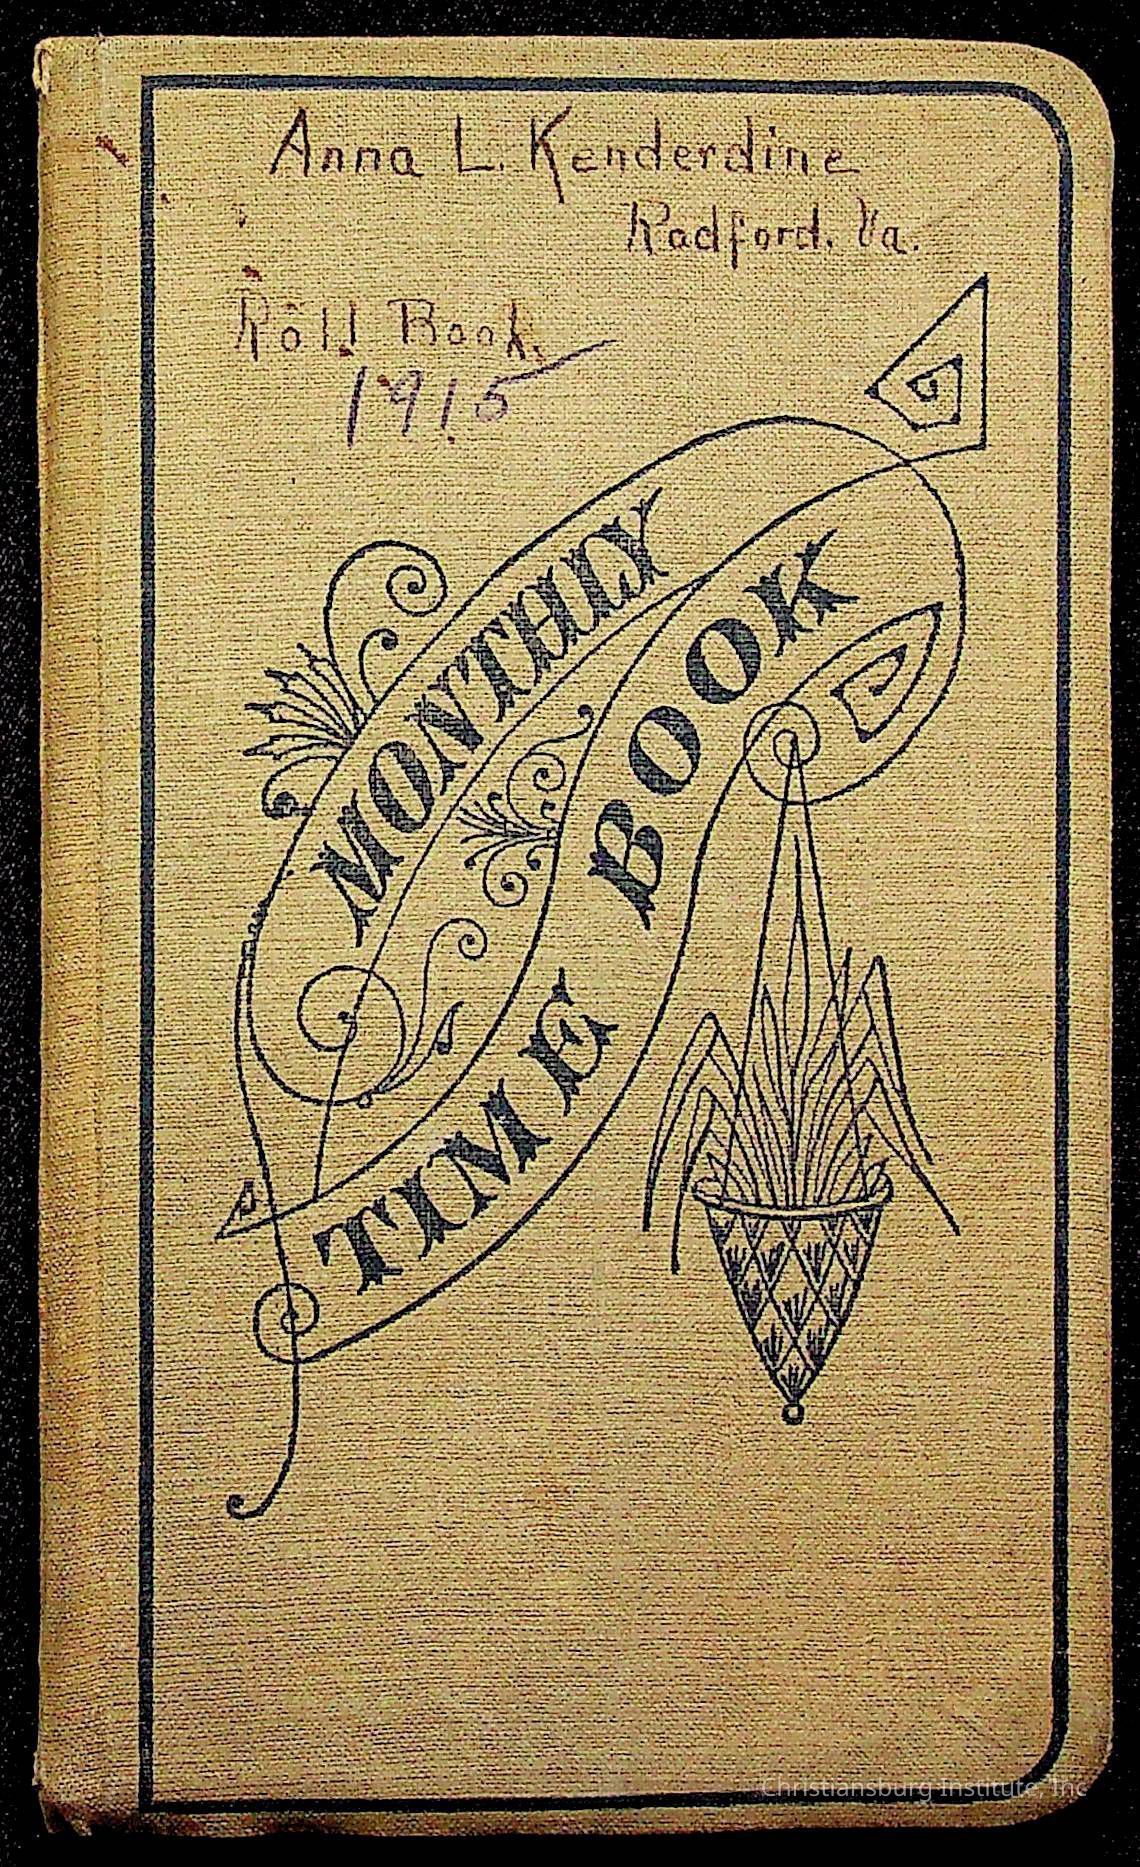 Anna L. Kenderdine
Radford, Va.
Roll Book.
1915
MONTHLY
TIME BOOK
Christiansburg Institute, Inc